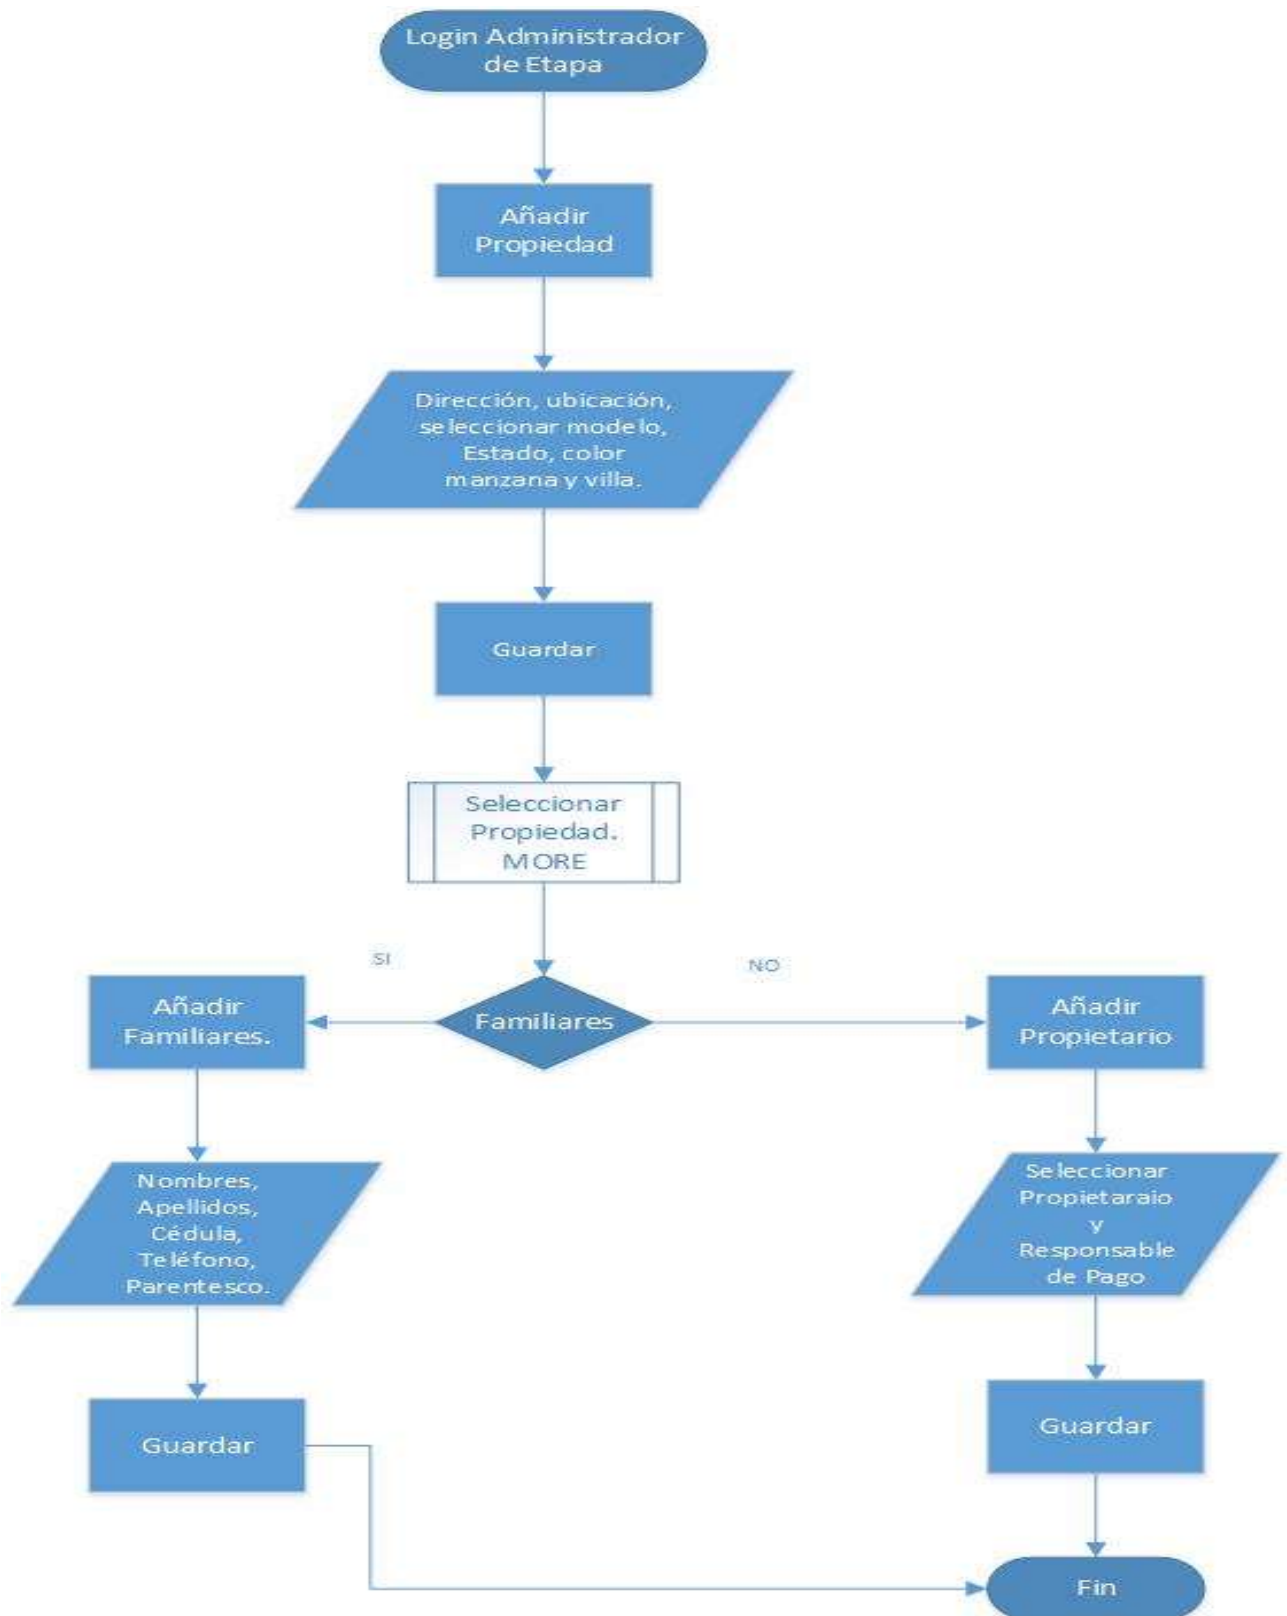 Login Administrador
de Etapa
Añadir
Propiedad
Dirección, ubicación,
seleccionar modelo,
Estado, color
manzana y villa.
Guardar
Seleccionar
Propiedad.
MORE
SI
NO
Añadir
Familiares.
Familiares
Añadir
Propietario
Nombres,
Apellidos,
Cédula,
Teléfono,
Parentesco.
Seleccionar
Propietaraio
y
Responsable
de Pago
Guardar
Guardar
Fin